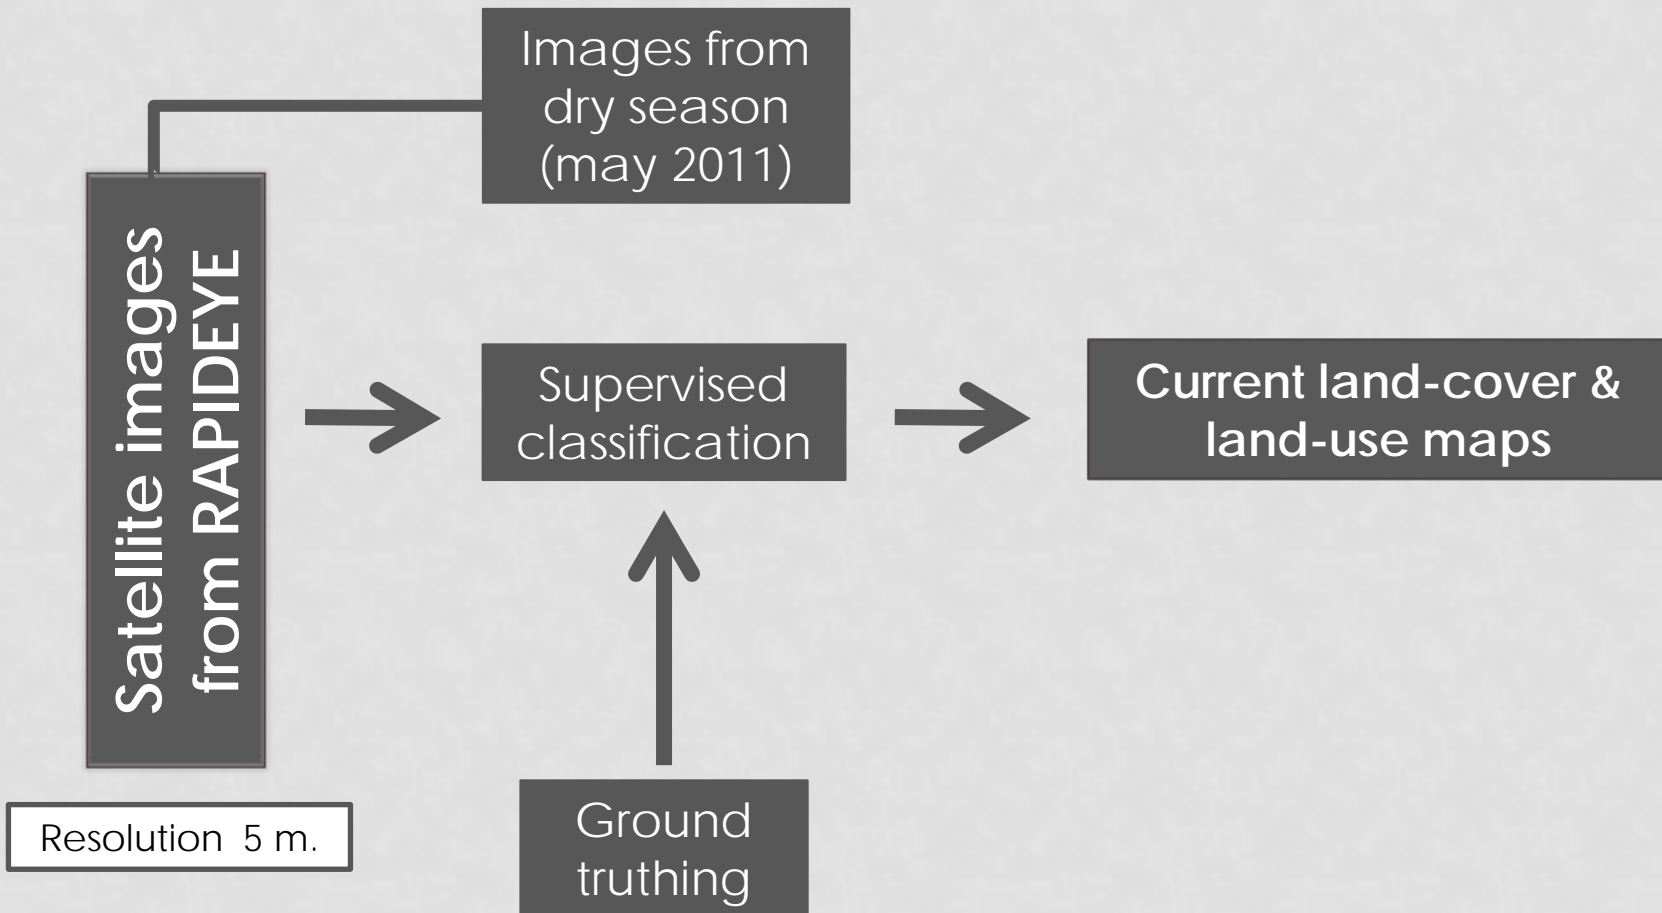 Images from
dry season
(may 2011)
Satellite images
from RAPIDEYE
Supervised
classification
Current land-cover &
land-use maps
Resolution 5 m.
Ground
truthing